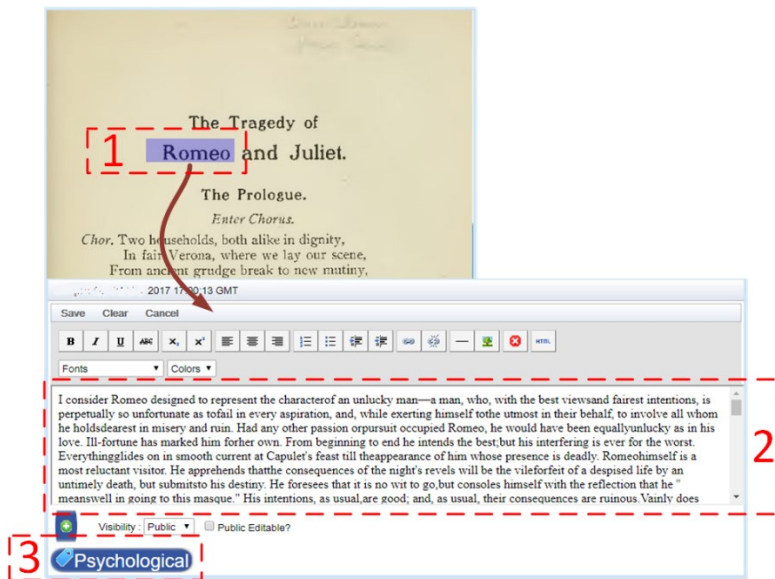 The Tragedy of
1
Romeo and Juliet.
The Prologue.
Enter Chorus.
Chor. Two households, both alike in dignity,
In fair Verona, where we lay our scene,
From ancient grudge break to new mutiny,
2017 17:00:13 GMT
Save Clear Cancel
B I U ABC X, X' HTML
Fonts Colors
I consider Romeo designed to represent the characterof an unlucky man—a man, who, with the best viewsand fairest intentions, is
perpetually so unfortunate as tofail in every aspiration, and, while exerting himself tothe utmost in their behalf, to involve all whom
he holdsdearest in misery and ruin. Had any other passion orpursuit occupied Romeo, he would have been equallyunlucky as in his
love. Ill-fortune has marked him forher own. From beginning to end he intends the best;but his interfering is ever for the worst.
Everythingglides on in smooth current at Capulet's feast till theappearance of him whose presence is deadly. Romeohimself is a
most reluctant visitor. He apprehends thatthe consequences of the night's revels will be the vileforfeit of a despised life by an
untimely death, but submitsto his destiny. He foresees that it is no wit to go,but consoles himself with the reflection that he "
meanswell in going to this masque." His intentions, as usual,are good; and, as usual, their consequences are ruinous.Vainly does
2
Visibility : Public Public Editable?
3
Psychological